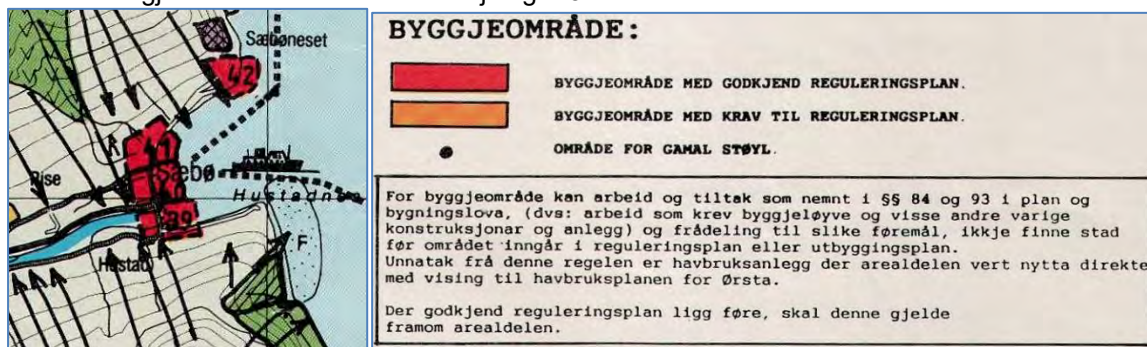 Sæbøneset
42
41
Sæbø
Rise
40
39
Hustadn
Hustad
F
BYGGJEOMRÅDE:
BYGGJEOMRÅDE MED GODKJEND REGULERINGSPLAN.
BYGGJEOMRÅDE MED KRAV TIL REGULERINGSPLAN.
OMRÅDE FOR GAMAL STØYL.
For byggjeområde kan arbeid og tiltak som nemnt i §§ 84 og 93 i plan og
bygningslova, (dvs: arbeid som krev byggjeløyve og visse andre varige
konstruksjonar og anlegg) og frådeling til slike føremål, ikkje finne stad
før området inngår i reguleringsplan eller utbyggingsplan.
Unnatak frå denne regelen er havbruksanlegg der arealdelen vert nytta direkte
med vising til havbruksplanen for Ørsta.
Der godkjend reguleringsplan ligg føre, skal denne gjelde
framom arealdelen.